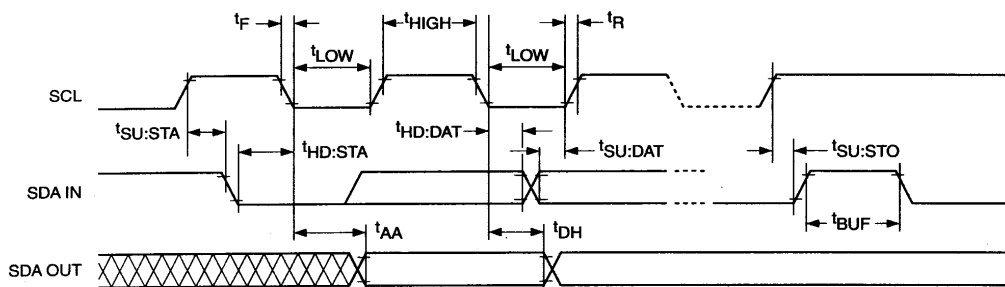 tF tHIGH tR
tLOW tLOW
SCL
tSU:STA tHD:STA tHD:DAT tSU:DAT tSU:STO
SDA IN
tAA tDH tBUF
SDA OUT